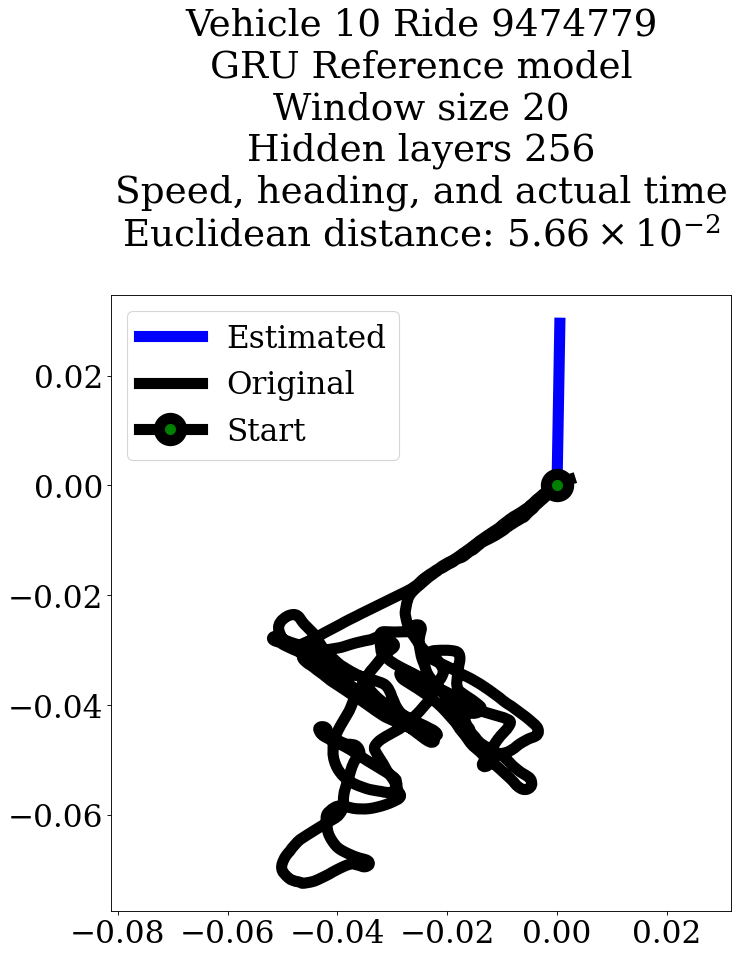 Vehicle 10 Ride 9474779
GRU Reference model
Window size 20
Hidden layers 256
Speed, heading, and actual time
Euclidean distance: 5.66 × 10⁻²
Estimated
Original
Start
0.02
0.00
−0.02
−0.04
−0.06
−0.08 −0.06 −0.04 −0.02 0.00 0.02